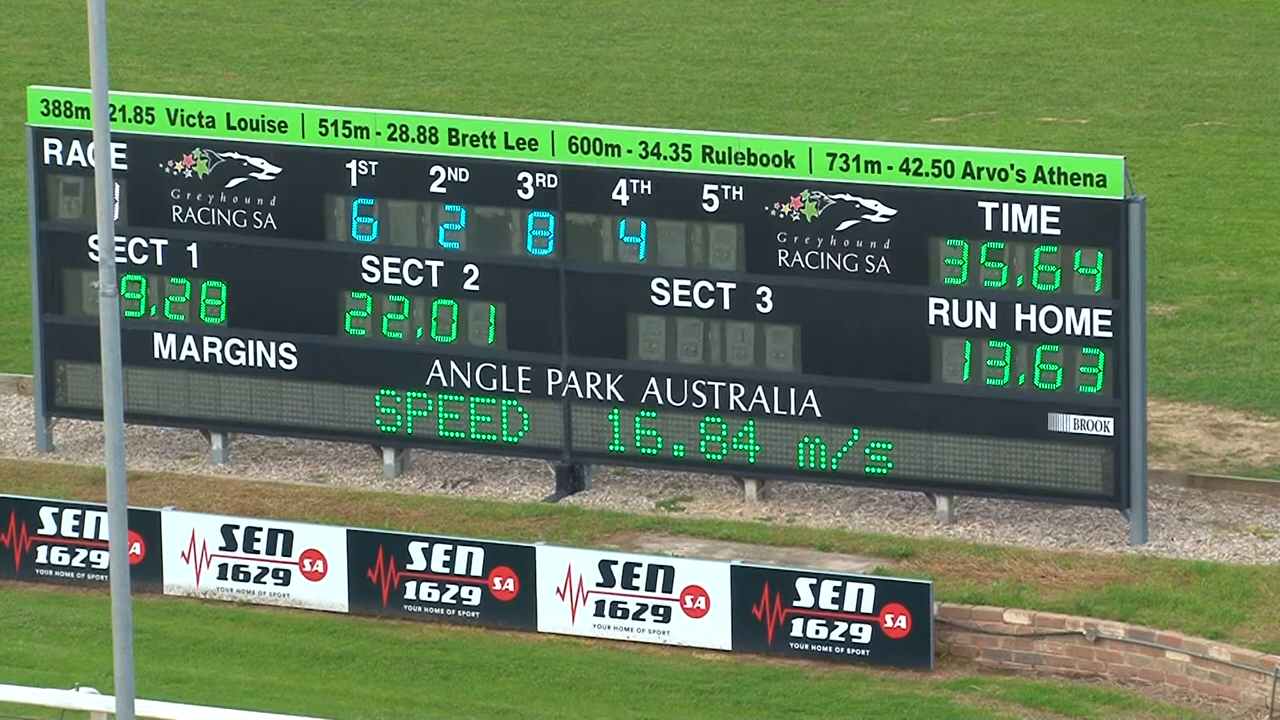 388m 21.85 Victa Louise | 515m - 28.88 Brett Lee | 600m - 34.35 Rulebook | 731m - 42.50 Arvo's Athena
RACE
Greyhound
RACING SA
1ST 2ND 3RD 4TH 5TH
6 2 8 4
Greyhound
RACING SA
TIME
35.64
SECT 1
9.28
SECT 2
22.01
SECT 3
RUN HOME
13.63
MARGINS
ANGLE PARK AUSTRALIA
BROOK
SPEED 16.84 m/s
SEN
1629 SA
YOUR HOME OF SPORT
SEN
1629 SA
YOUR HOME OF SPORT
SEN
1629 SA
YOUR HOME OF SPORT
SEN
1629 SA
YOUR HOME OF SPORT
SEN
1629 SA
YOUR HOME OF SPORT